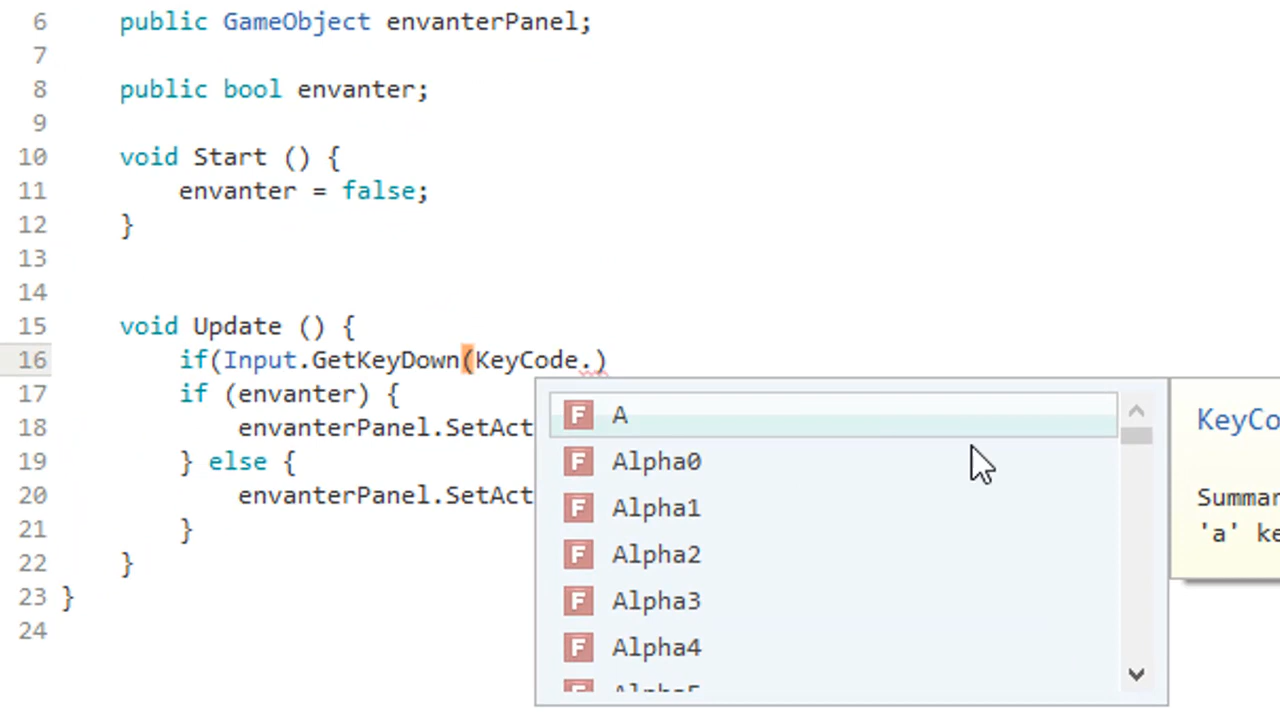 6 public GameObject envanterPanel;
7
8 public bool envanter;
9
10 void Start () {
11 envanter = false;
12 }
13
14
15 void Update () {
16 if(Input.GetKeyDown(KeyCode.)
17 if (envanter) {
18 envanterPanel.SetAct
19 } else {
20 envanterPanel.SetAct
21 }
22 }
23 }
24
A
Alpha0
Alpha1
Alpha2
Alpha3
Alpha4
Alpha5
KeyCo
Summar
'a' ke